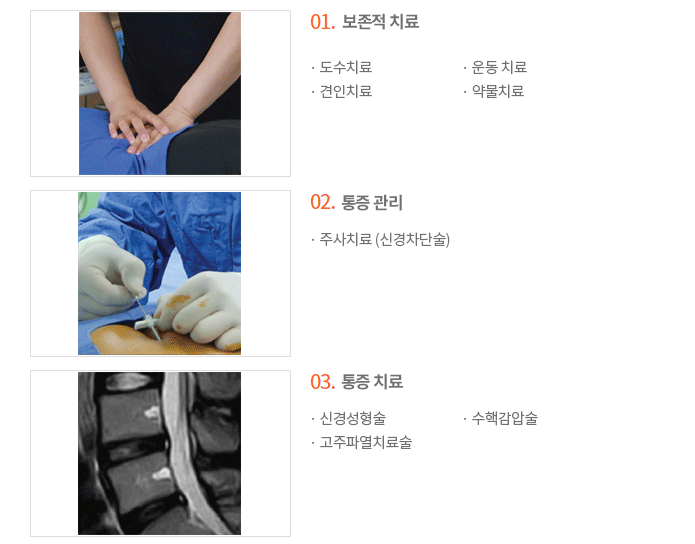 01. 보존적 치료
· 도수치료 · 운동 치료
· 견인치료 · 약물치료
02. 통증 관리
· 주사치료 (신경차단술)
03. 통증 치료
· 신경성형술 · 수핵감압술
· 고주파열치료술